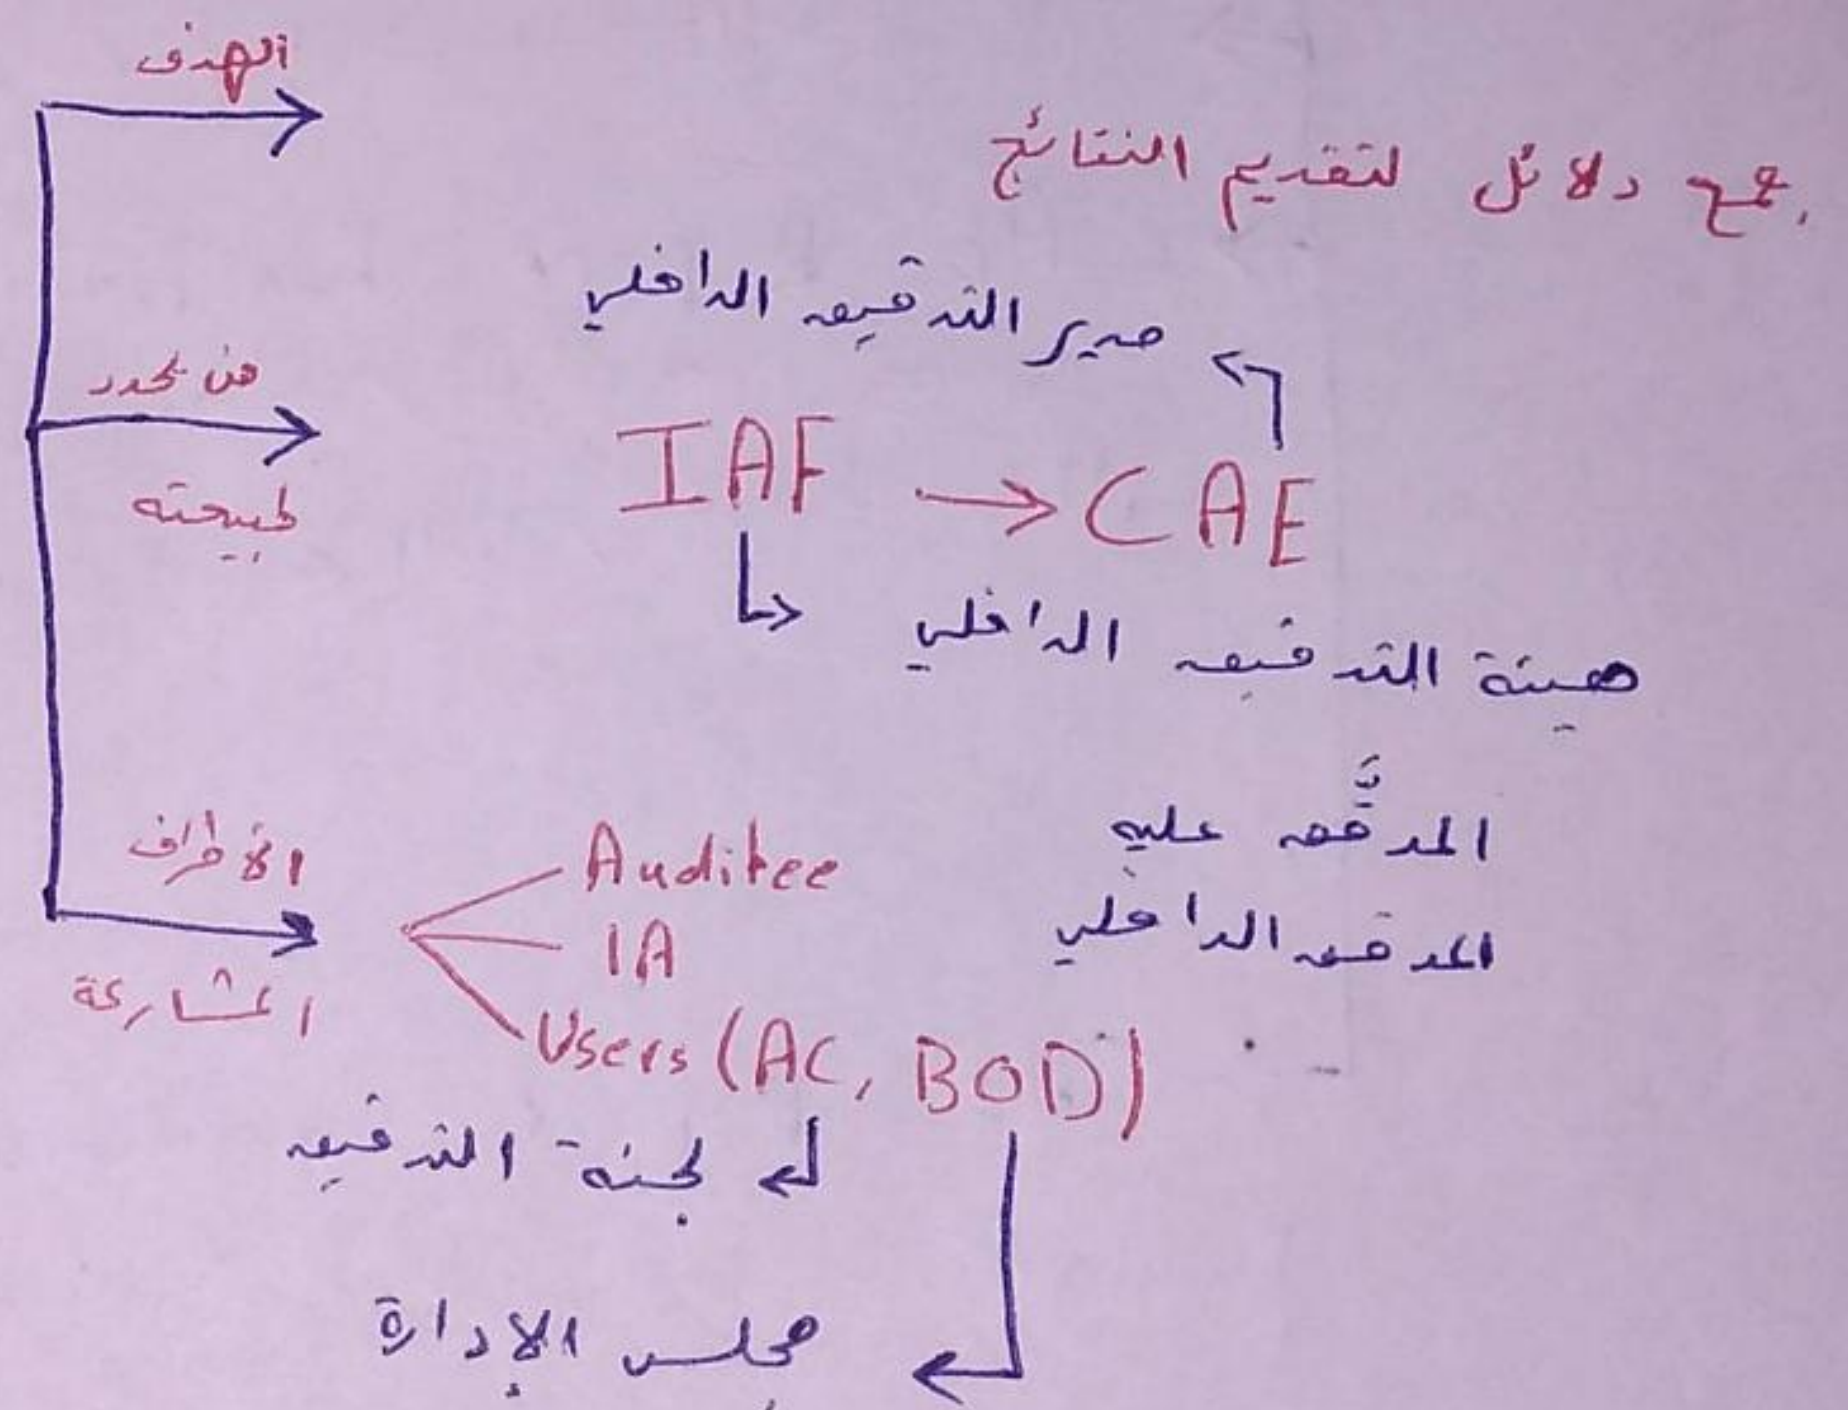 الهدف
جمع دلائل لتقديم النتائج
مدير التدقيق الداخلي
من يحدد
طبيعته
IAF → CAE
هيئة التدقيق الداخلي
الأطراف
المشاركة
Auditee المدقَّق عليه
IA المدقق الداخلي
Users (AC, BOD)
لجنة التدقيق
مجلس الإدارة